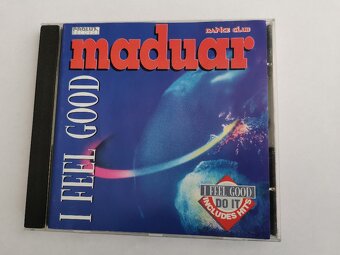 DANCE CLUB
maduar
I FEEL GOOD
I FEEL GOOD
DO IT
INCLUDES HITS